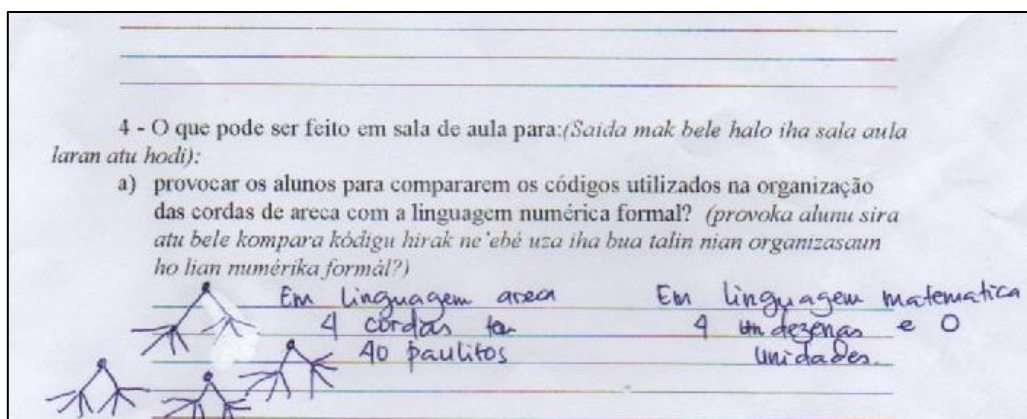 4 - O que pode ser feito em sala de aula para:(Saida mak bele halo iha sala aula
laran atu hodi):
a) provocar os alunos para compararem os códigos utilizados na organização
das cordas de areca com a linguagem numérica formal? (provoka alunu sira
atu bele kompara kódigu hirak ne'ebé uza iha bua talin nian organizasaun
ho lian numérika formál?)
Em linguagem areca
4 cordas tem
40 paulitos
Em linguagem matematica
4 dezenas e 0
unidades.